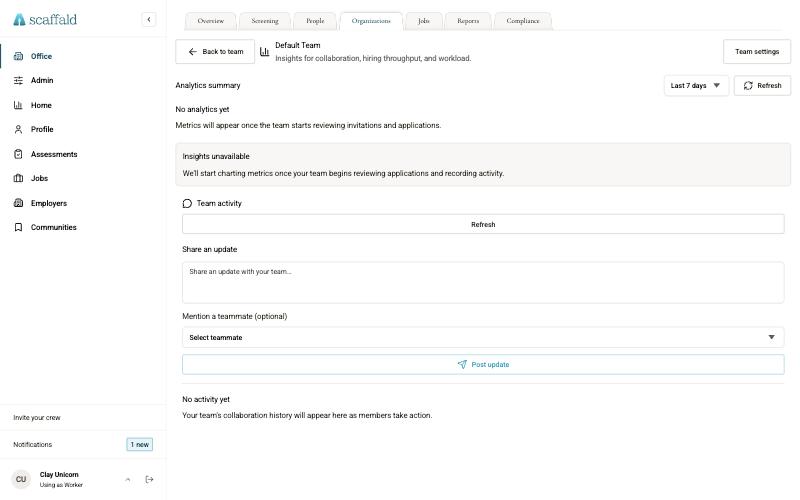 scaffald
Office
Admin
Home
Profile
Assessments
Jobs
Employers
Communities
Invite your crew
Notifications
1 new
CU
Clay Unicorn
Using as Worker
Overview
Screening
People
Organizations
Jobs
Reports
Compliance
Back to team
Default Team
Insights for collaboration, hiring throughput, and workload.
Team settings
Analytics summary
Last 7 days
Refresh
No analytics yet
Metrics will appear once the team starts reviewing invitations and applications.
Insights unavailable
We'll start charting metrics once your team begins reviewing applications and recording activity.
Team activity
Refresh
Share an update
Share an update with your team...
Mention a teammate (optional)
Select teammate
Post update
No activity yet
Your team's collaboration history will appear here as members take action.